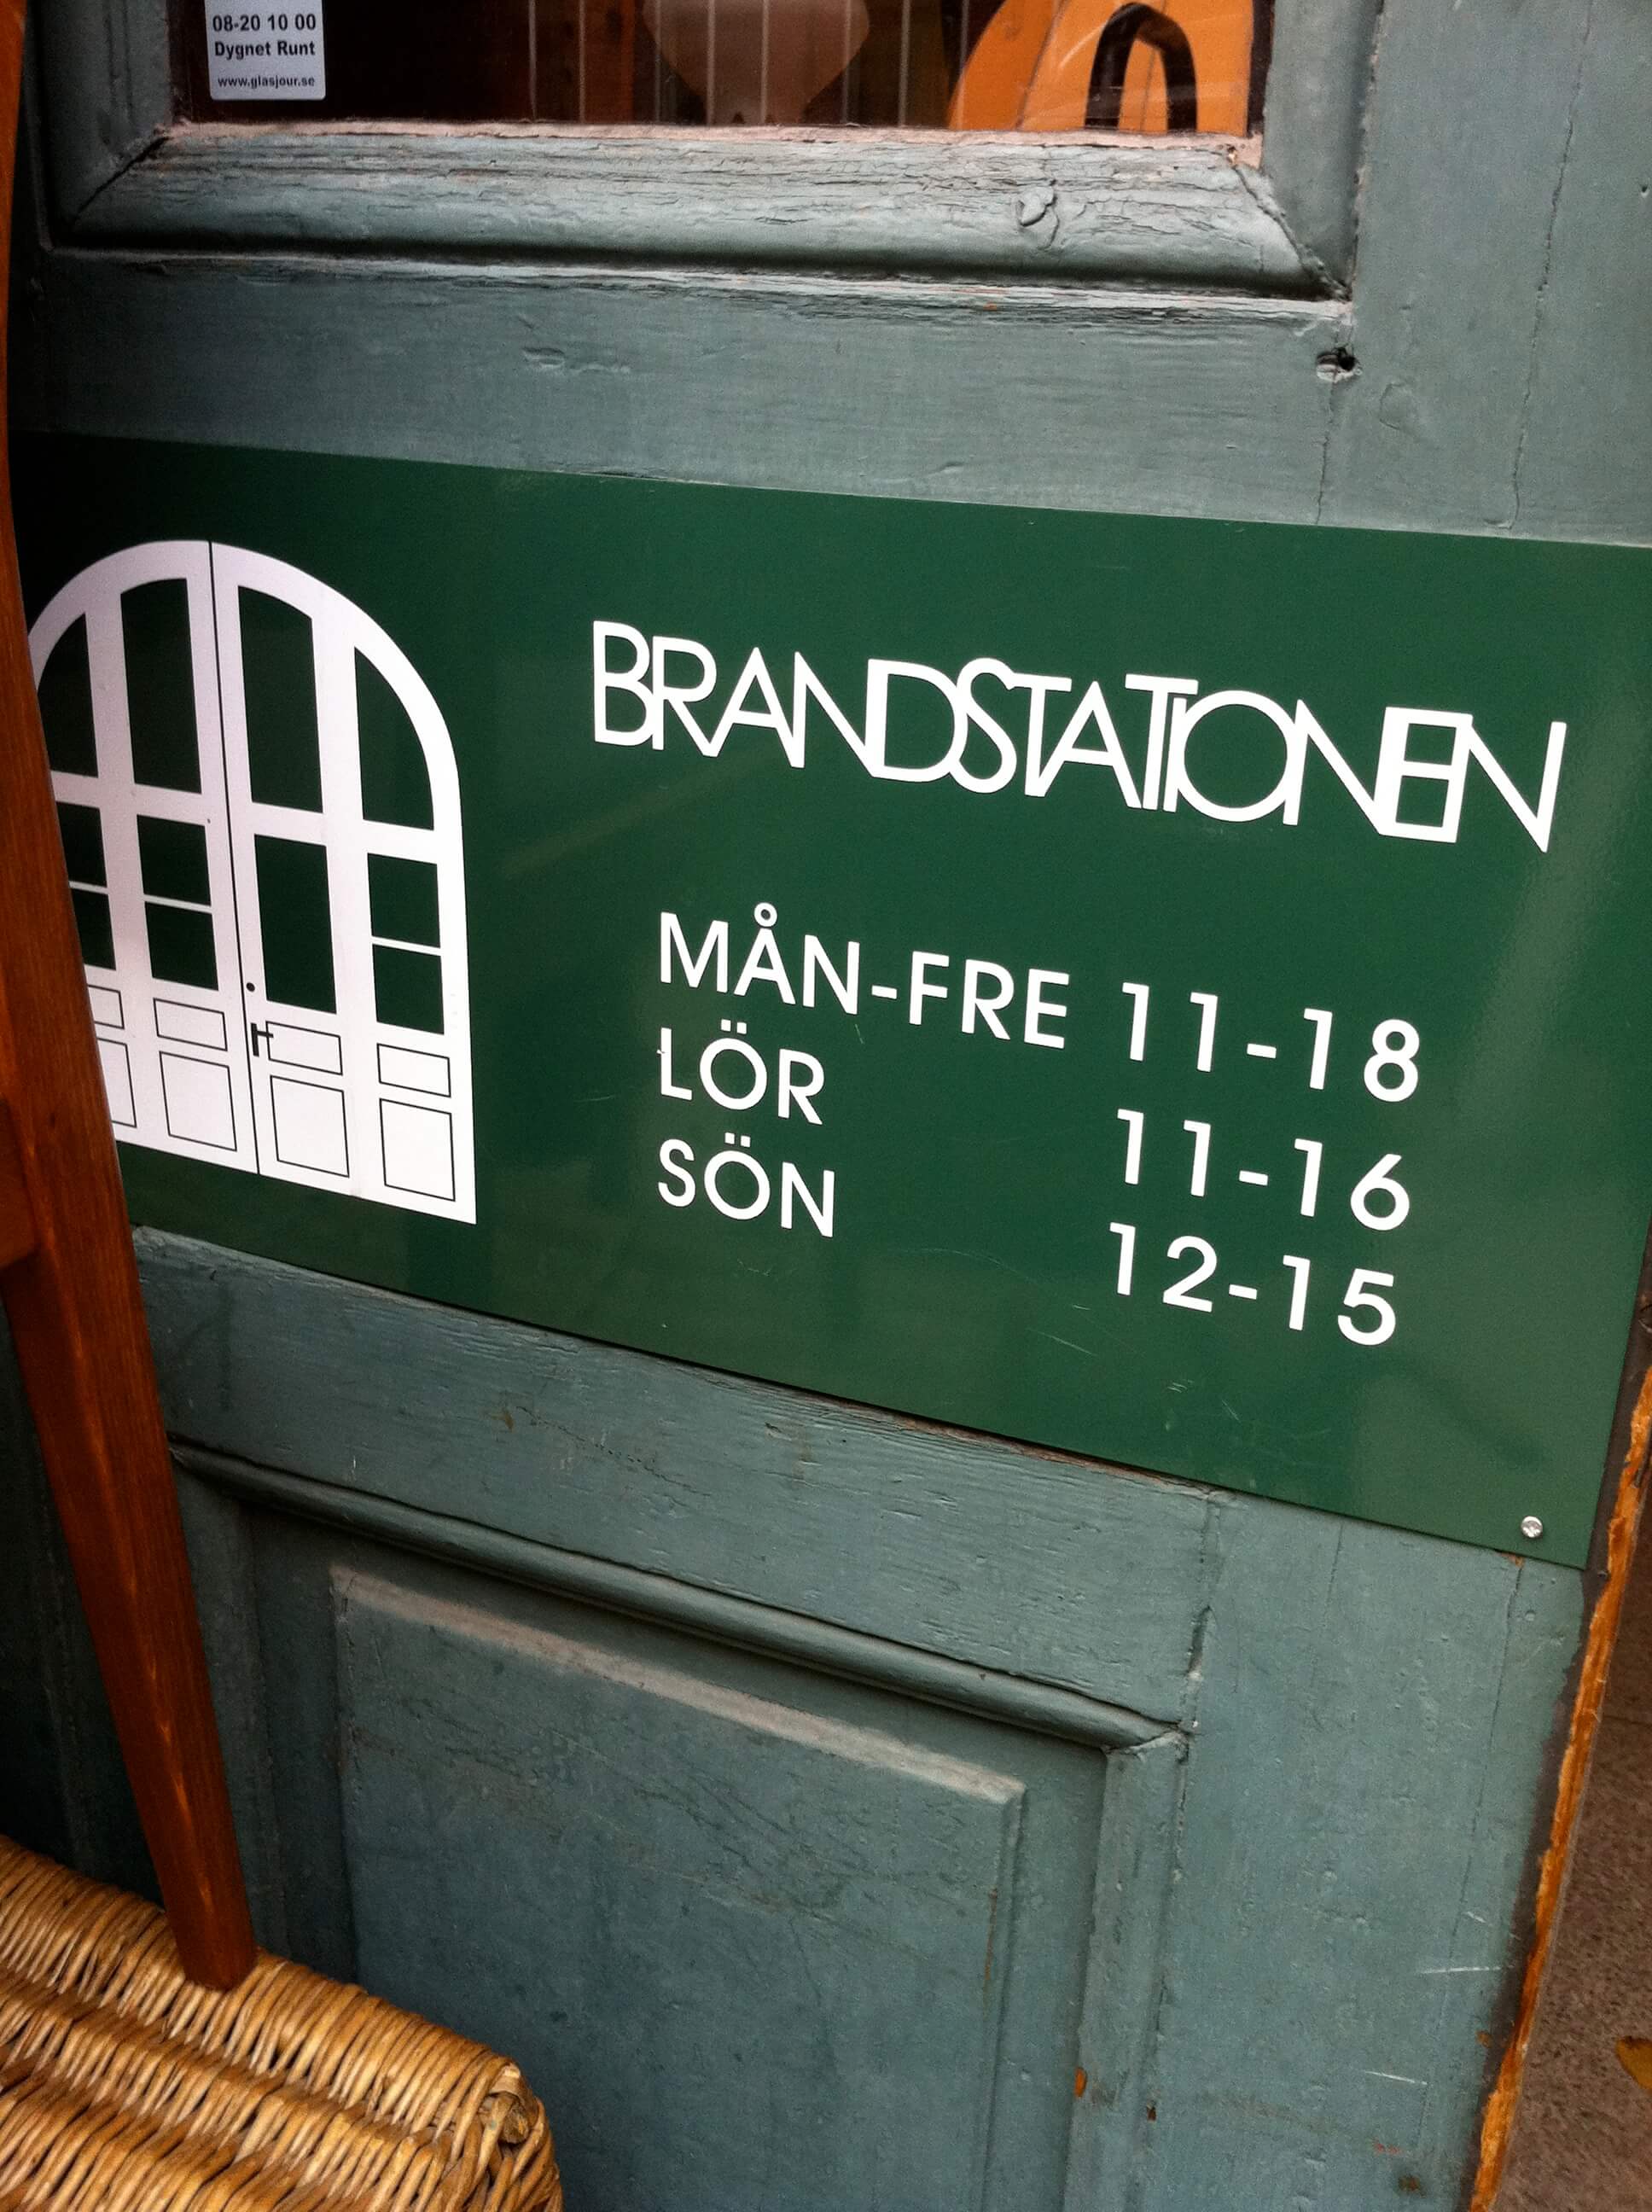 08-20 10 00
Dygnet Runt
www.glasjour.se
BRANDSTATIONEN
MÅN-FRE 11-18
LÖR 11-16
SÖN 12-15